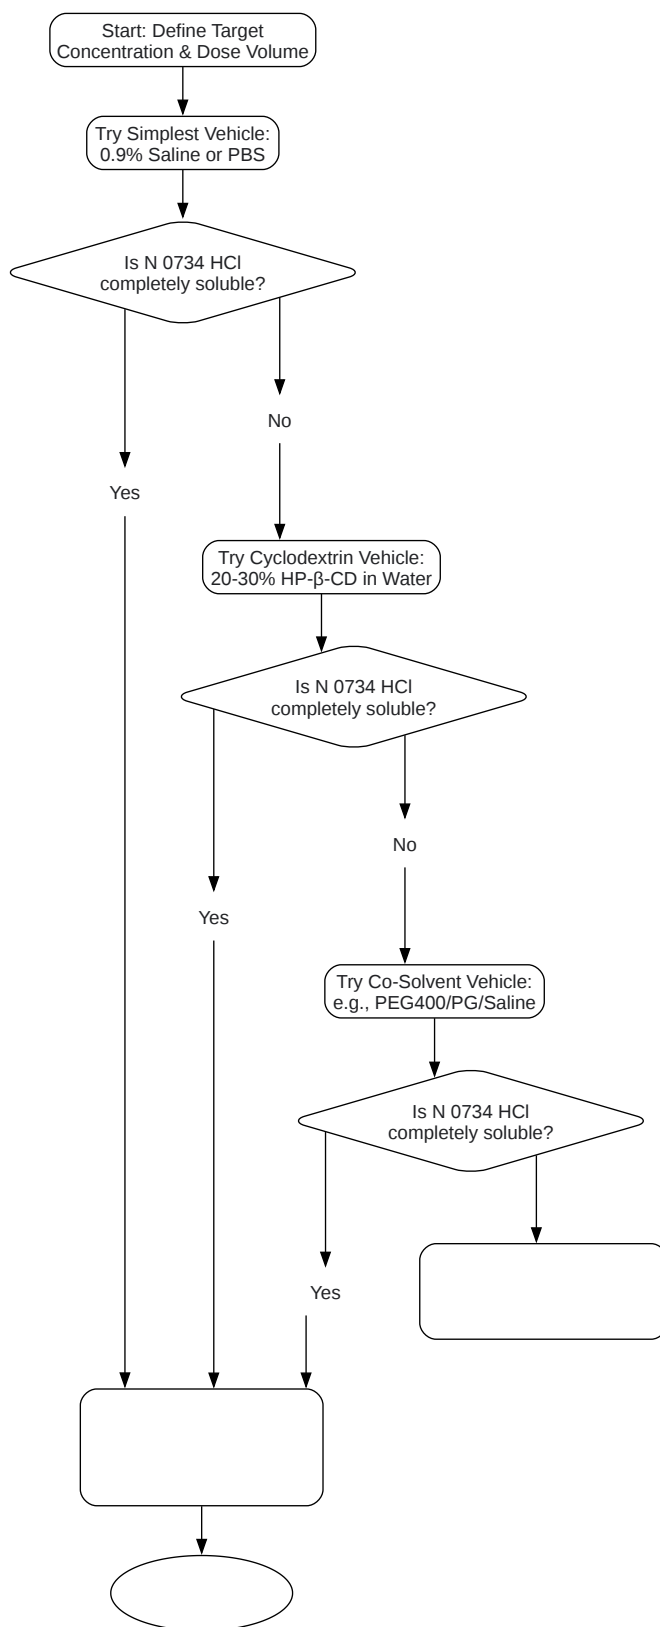 Start: Define Target
Concentration & Dose Volume
Try Simplest Vehicle:
0.9% Saline or PBS
Is N 0734 HCl
completely soluble?
No
Yes
Try Cyclodextrin Vehicle:
20-30% HP-β-CD in Water
Is N 0734 HCl
completely soluble?
No
Yes
Try Co-Solvent Vehicle:
e.g., PEG400/PG/Saline
Is N 0734 HCl
completely soluble?
Yes